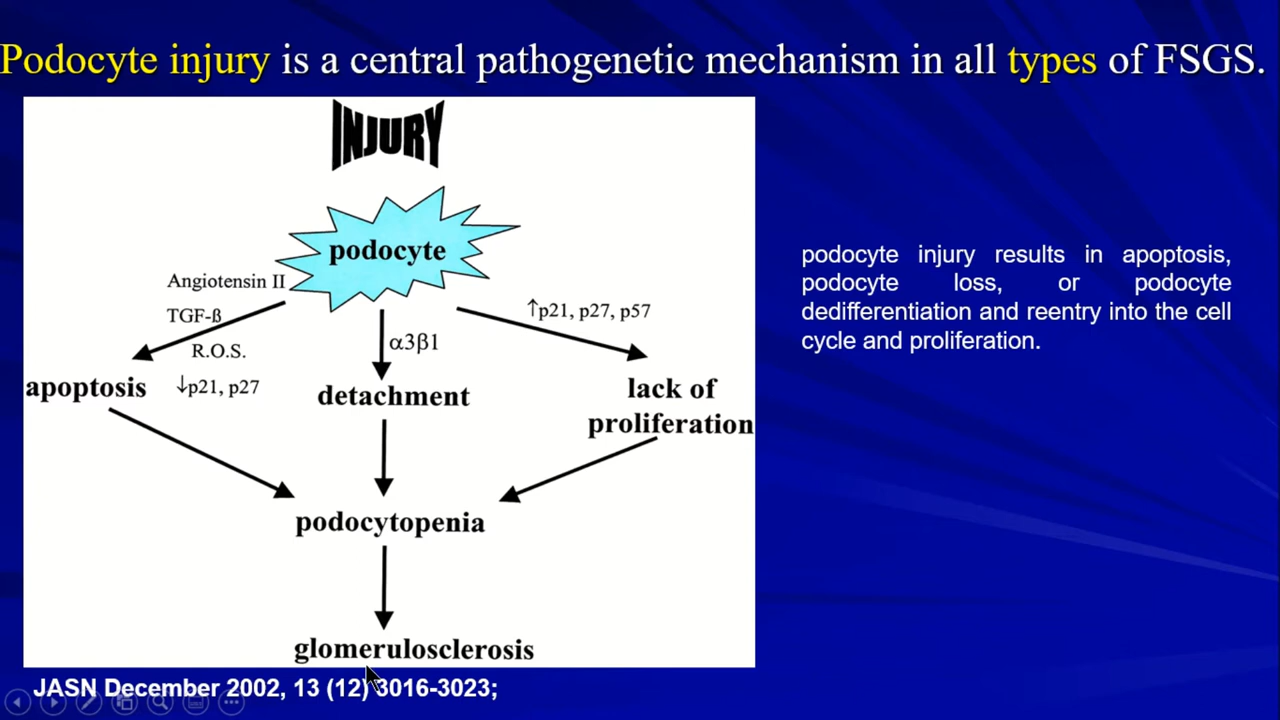 Podocyte injury is a central pathogenetic mechanism in all types of FSGS.
INJURY
podocyte
Angiotensin II
TGF-ß
R.O.S.
↓p21, p27
α3β1
↑p21, p27, p57
apoptosis
detachment
lack of
proliferation
podocytopenia
glomerulosclerosis
podocyte injury results in apoptosis,
podocyte loss, or podocyte
dedifferentiation and reentry into the cell
cycle and proliferation.
JASN December 2002, 13 (12) 3016-3023;